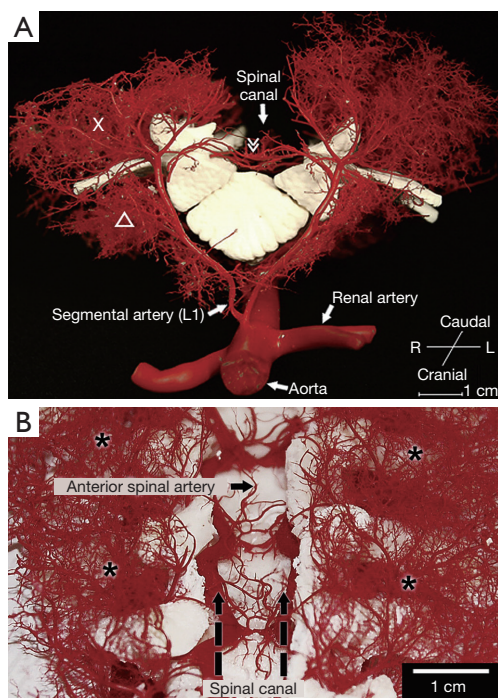 A
Spinal
canal
X
Segmental artery (L1)
Renal artery
Caudal
R
L
Cranial
1 cm
Aorta
B
*
*
Anterior spinal artery
*
*
Spinal canal
1 cm